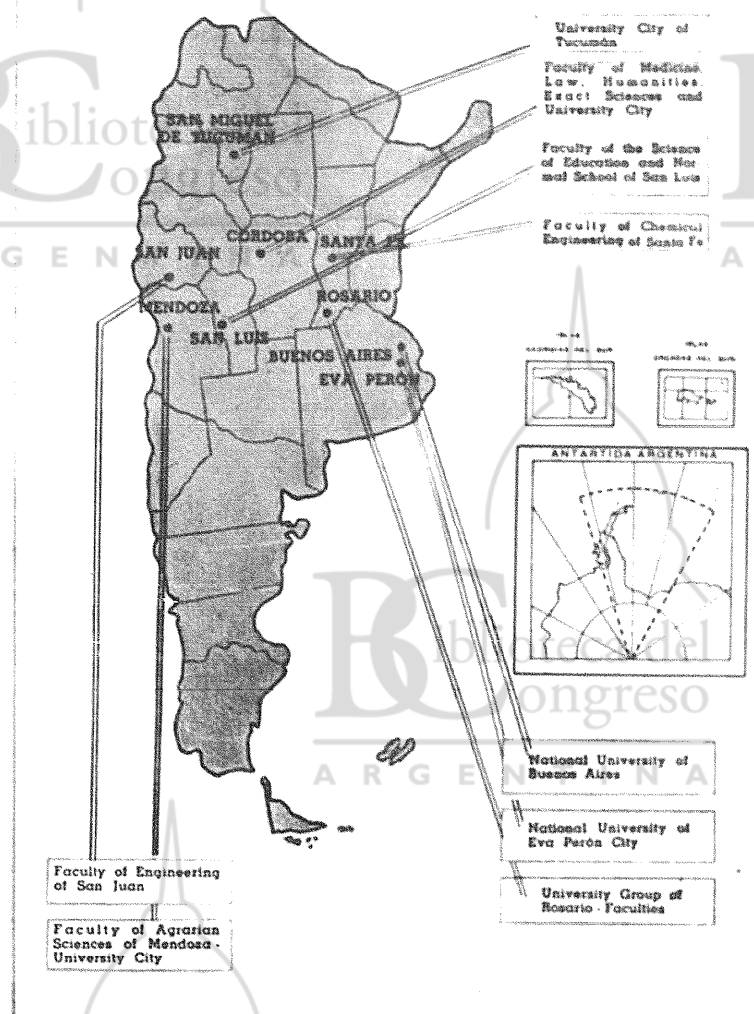 University City of
Tucumán
Faculty of Medicine
Law, Humanities
Exact Sciences and
University City
Faculty of the Science
of Education and Nor
mal School of San Luis
Faculty of Chemical
Engineering of Santa Fe
SAN MIGUEL
DE TUCUMAN
CORDOBA
SANTA FE
SAN JUAN
MENDOZA
ROSARIO
SAN LUIS
BUENOS AIRES
EVA PERON
ANTARTIDA ARGENTINA
National University of
Buenos Aires
National University of
Eva Perón City
University Group of
Rosario - Faculties
Faculty of Engineering
of San Juan
Faculty of Agrarian
Sciences of Mendoza -
University City
Biblioteca del
Congreso
ARGENTINA